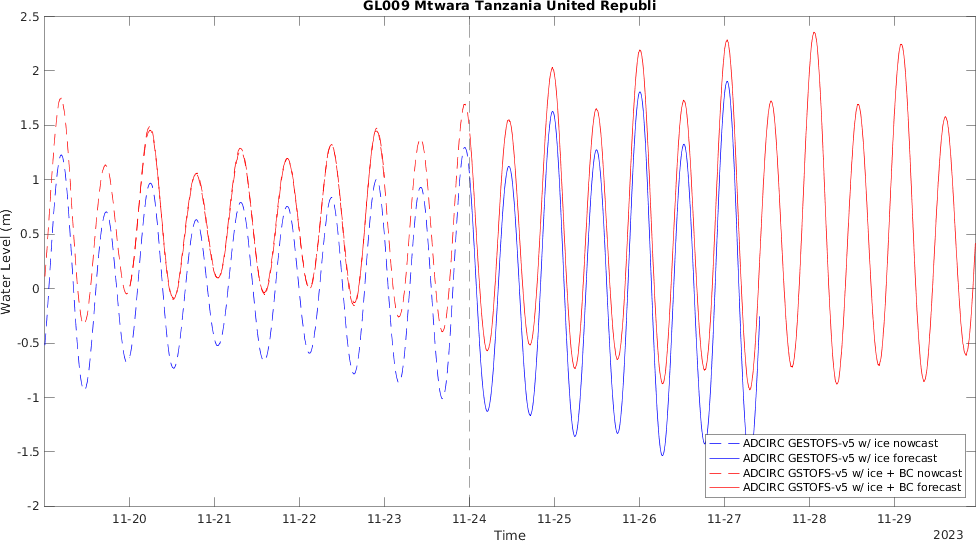 GL009 Mtwara Tanzania United Republi
2.5
2
1.5
1
0.5
0
-0.5
-1
-1.5
-2
Water Level (m)
11-20 11-21 11-22 11-23 11-24 11-25 11-26 11-27 11-28 11-29
Time
2023
ADCIRC GESTOFS-v5 w/ ice nowcast
ADCIRC GESTOFS-v5 w/ ice forecast
ADCIRC GSTOFS-v5 w/ ice + BC nowcast
ADCIRC GSTOFS-v5 w/ ice + BC forecast